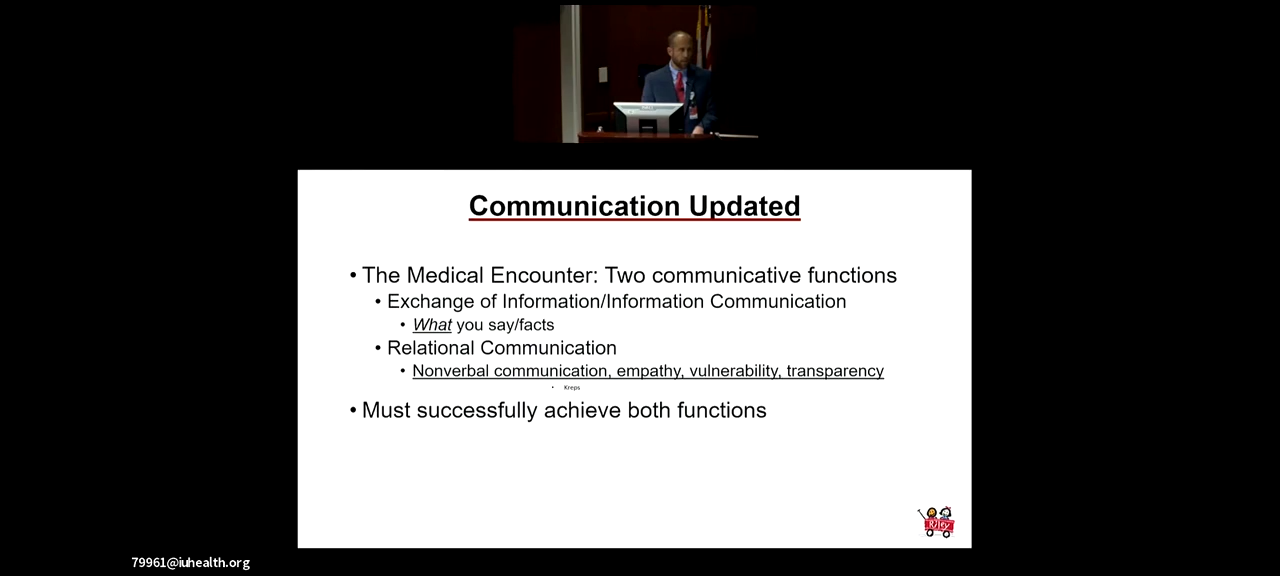 Communication Updated
• The Medical Encounter: Two communicative functions
• Exchange of Information/Information Communication
• What you say/facts
• Relational Communication
• Nonverbal communication, empathy, vulnerability, transparency
• Kreps
• Must successfully achieve both functions
Riley
79961@iuhealth.org